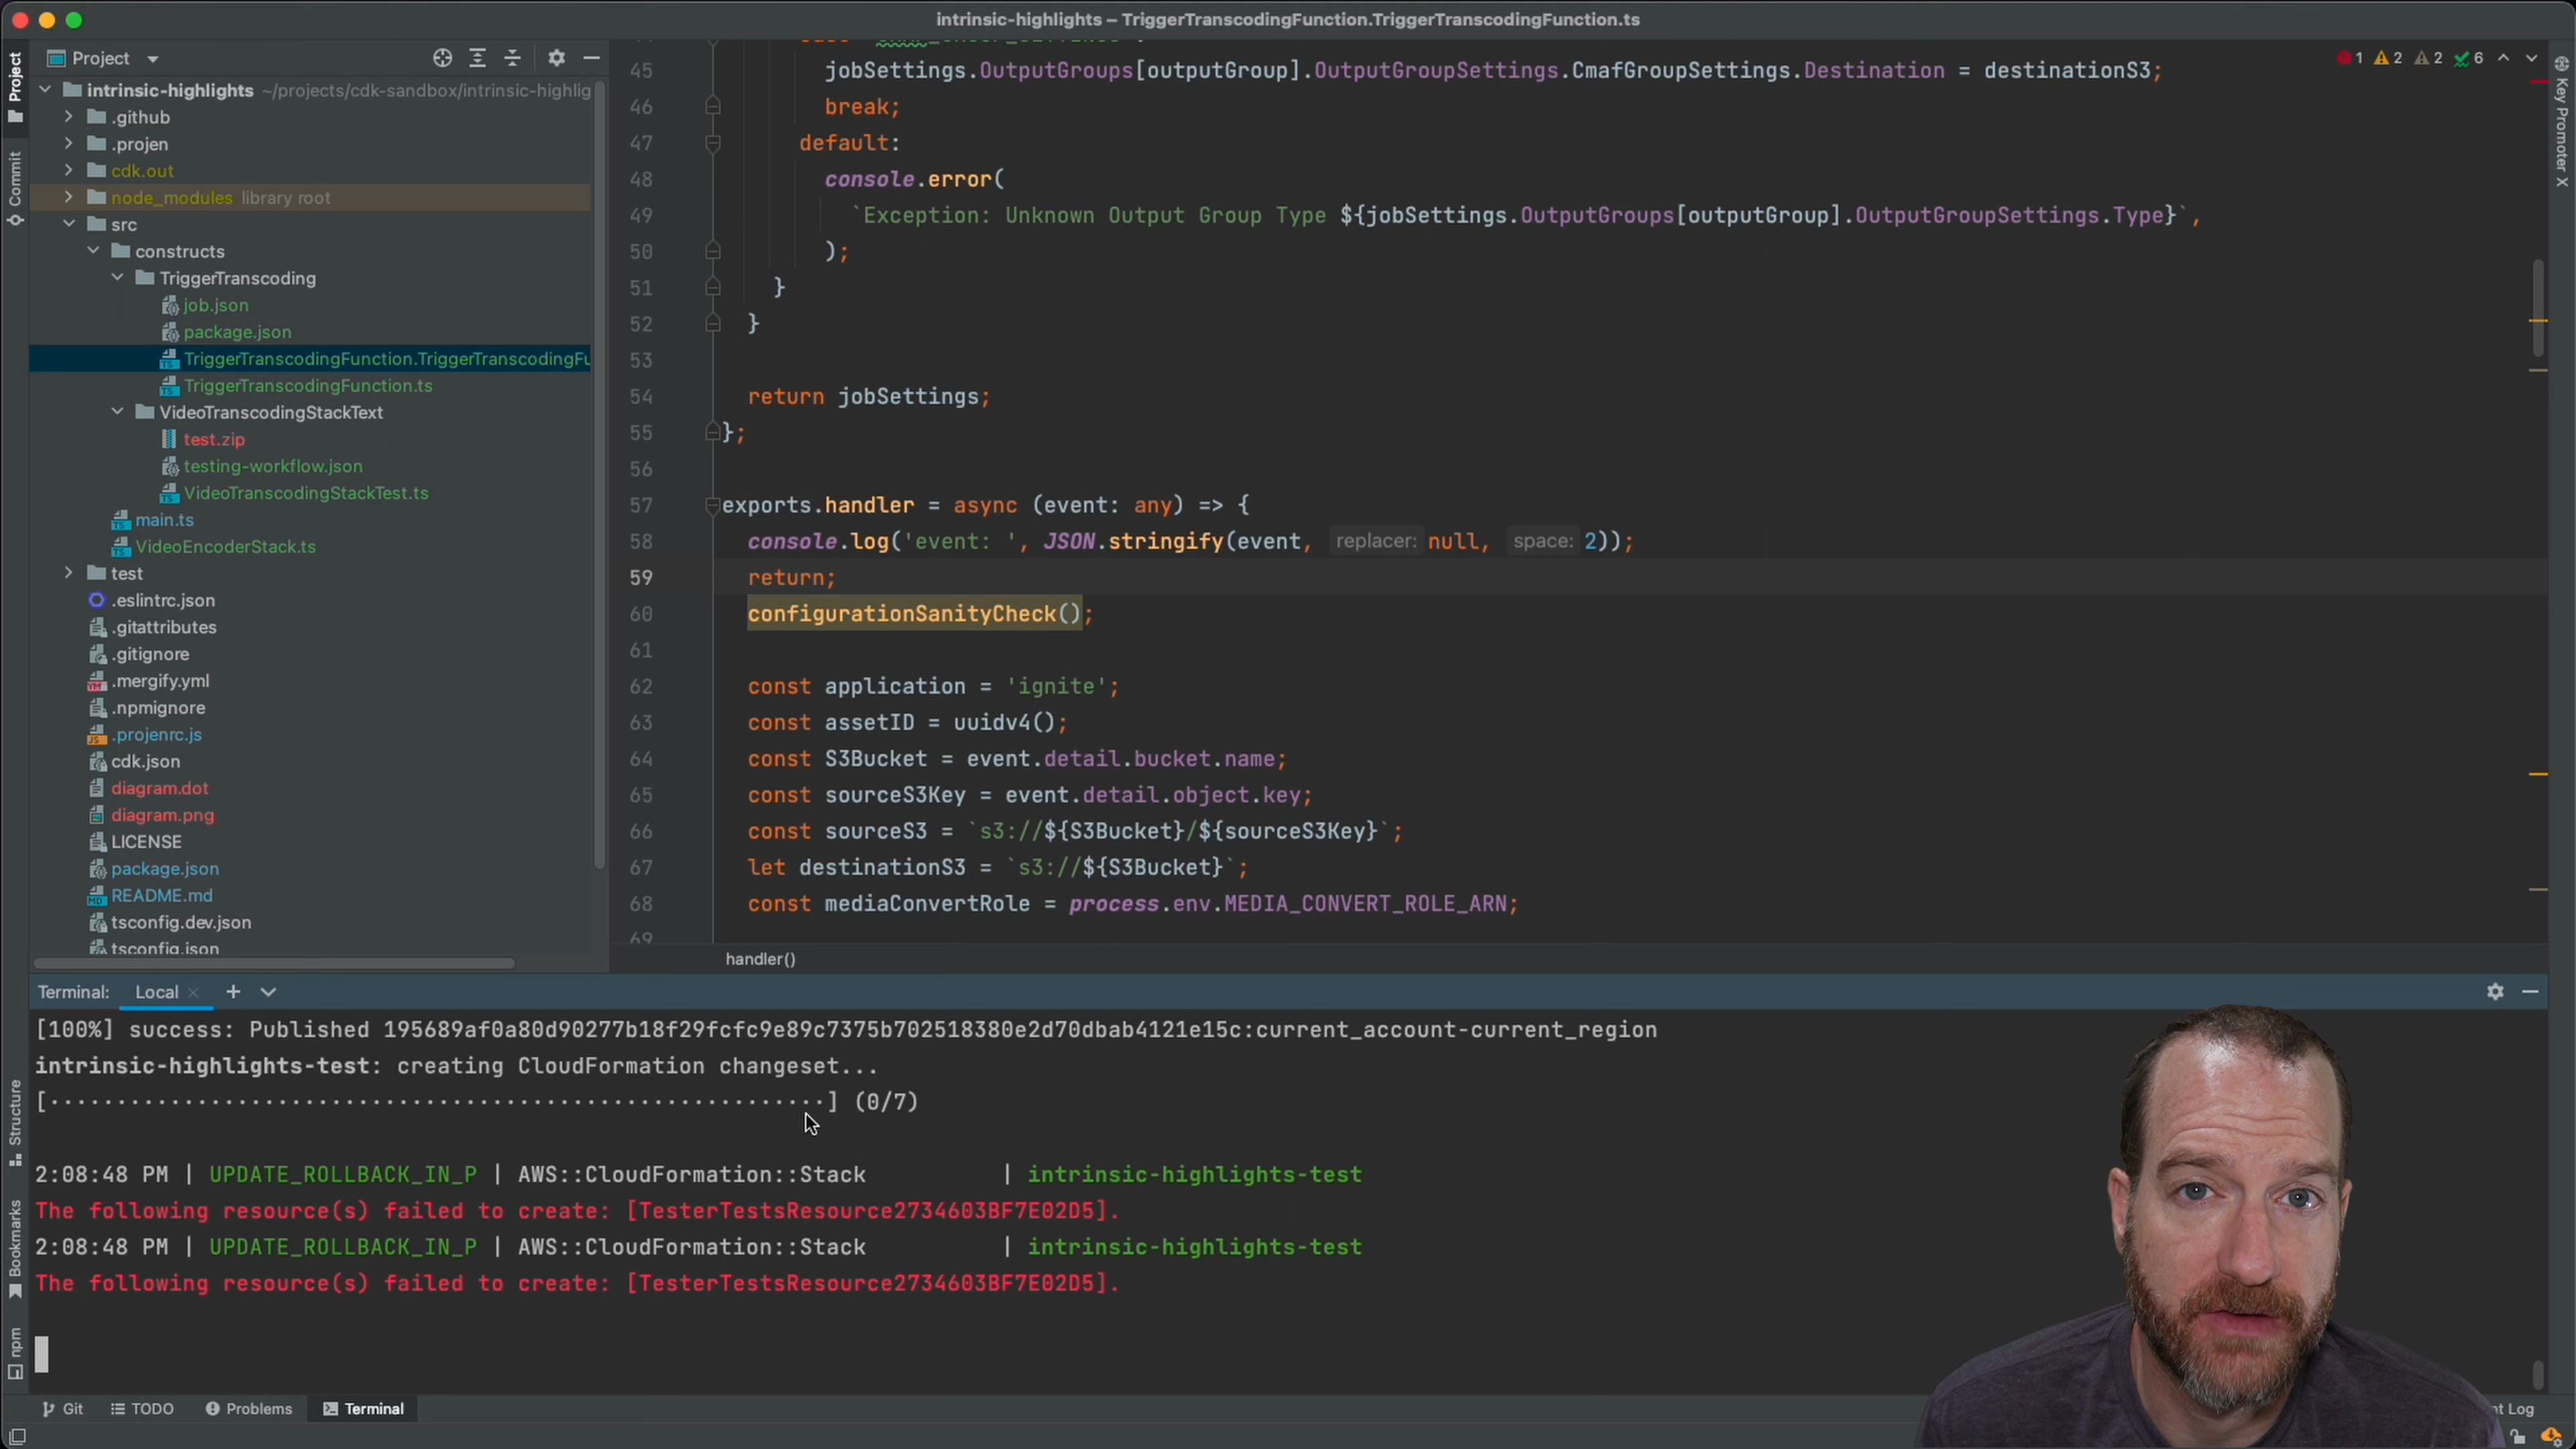 intrinsic-highlights – TriggerTranscodingFunction.TriggerTranscodingFunction.ts
Project
Commit
Structure
Bookmarks
npm
Project
intrinsic-highlights ~/projects/cdk-sandbox/intrinsic-highlig
.github
.projen
cdk.out
node_modules library root
src
constructs
TriggerTranscoding
job.json
package.json
TriggerTranscodingFunction.TriggerTranscodingFu
TriggerTranscodingFunction.ts
VideoTranscodingStackText
test.zip
testing-workflow.json
VideoTranscodingStackTest.ts
main.ts
VideoEncoderStack.ts
test
.eslintrc.json
.gitattributes
.gitignore
.mergify.yml
.npmignore
.projenrc.js
cdk.json
diagram.dot
diagram.png
LICENSE
package.json
README.md
tsconfig.dev.json
tsconfig.json
1 2 2 6
Key Promoter X
45 jobSettings.OutputGroups[outputGroup].OutputGroupSettings.CmafGroupSettings.Destination = destinationS3;
46 break;
47 default:
48 console.error(
49 `Exception: Unknown Output Group Type ${jobSettings.OutputGroups[outputGroup].OutputGroupSettings.Type}`,
50 );
51 }
52 }
53
54 return jobSettings;
55 };
56
57 exports.handler = async (event: any) => {
58 console.log('event: ', JSON.stringify(event, replacer: null, space: 2));
59 return;
60 configurationSanityCheck();
61
62 const application = 'ignite';
63 const assetID = uuidv4();
64 const S3Bucket = event.detail.bucket.name;
65 const sourceS3Key = event.detail.object.key;
66 const sourceS3 = `s3://${S3Bucket}/${sourceS3Key}`;
67 let destinationS3 = `s3://${S3Bucket}`;
68 const mediaConvertRole = process.env.MEDIA_CONVERT_ROLE_ARN;
69
handler()
Terminal: Local
[100%] success: Published 195689af0a80d90277b18f29fcfc9e89c7375b702518380e2d70dbab4121e15c:current_account-current_region
intrinsic-highlights-test: creating CloudFormation changeset...
[··························································] (0/7)
2:08:48 PM | UPDATE_ROLLBACK_IN_P | AWS::CloudFormation::Stack | intrinsic-highlights-test
The following resource(s) failed to create: [TesterTestsResource2734603BF7E02D5].
2:08:48 PM | UPDATE_ROLLBACK_IN_P | AWS::CloudFormation::Stack | intrinsic-highlights-test
The following resource(s) failed to create: [TesterTestsResource2734603BF7E02D5].
Git TODO Problems Terminal
nt Log